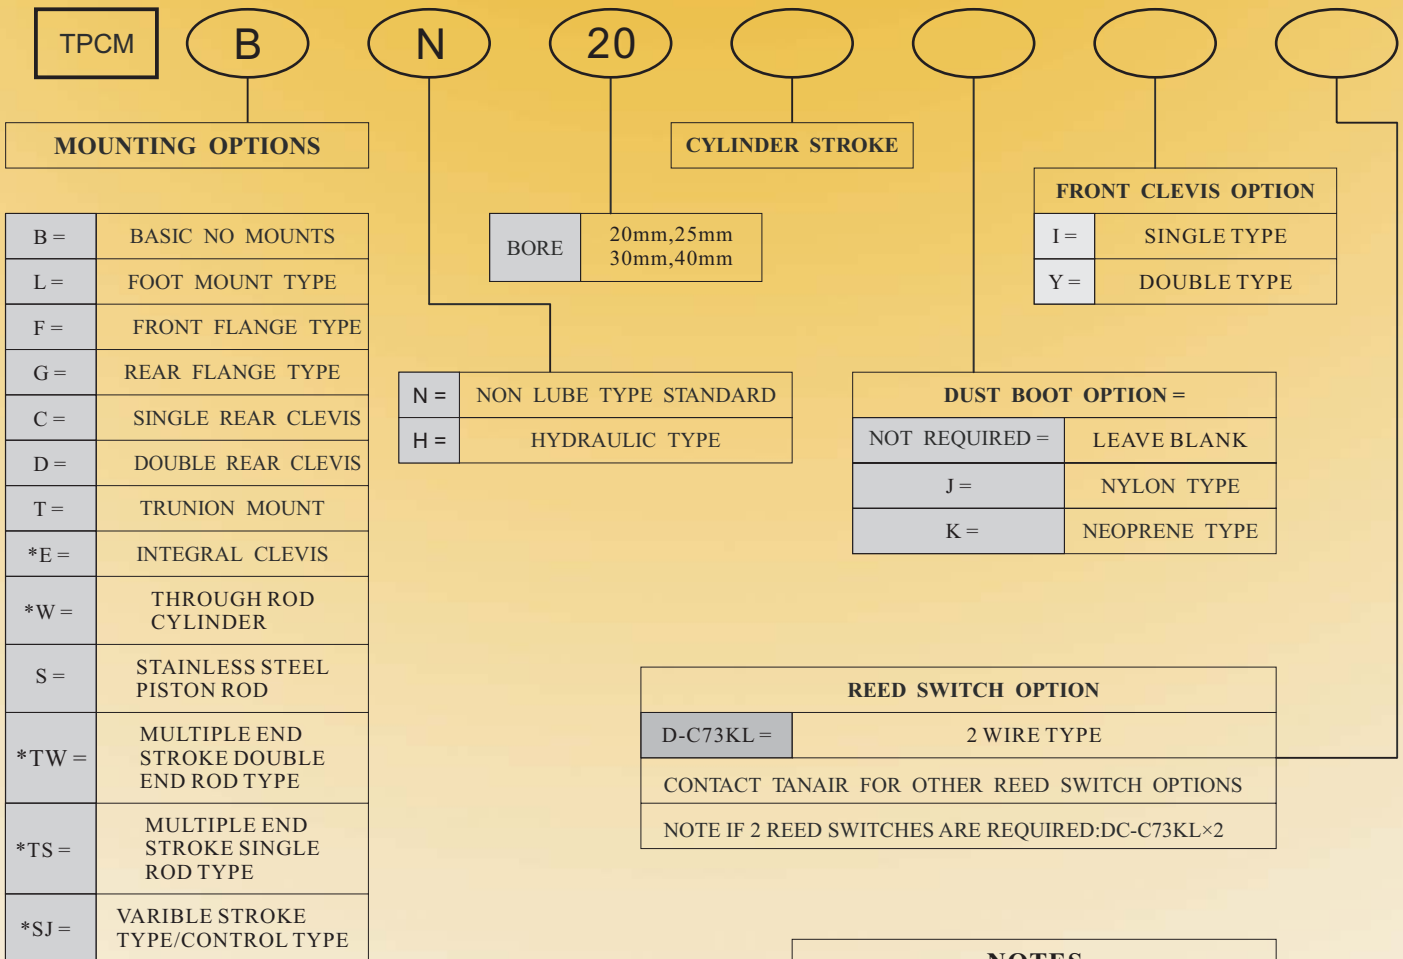 TPCM B N 20
MOUNTING OPTIONS
B = BASIC NO MOUNTS
L = FOOT MOUNT TYPE
F = FRONT FLANGE TYPE
G = REAR FLANGE TYPE
C = SINGLE REAR CLEVIS
D = DOUBLE REAR CLEVIS
T = TRUNION MOUNT
*E = INTEGRAL CLEVIS
*W = THROUGH ROD
CYLINDER
S = STAINLESS STEEL
PISTON ROD
*TW = MULTIPLE END
STROKE DOUBLE
END ROD TYPE
*TS = MULTIPLE END
STROKE SINGLE
ROD TYPE
*SJ = VARIBLE STROKE
TYPE/CONTROL TYPE
N = NON LUBE TYPE STANDARD
H = HYDRAULIC TYPE
BORE 20mm,25mm
30mm,40mm
CYLINDER STROKE
DUST BOOT OPTION =
NOT REQUIRED = LEAVE BLANK
J = NYLON TYPE
K = NEOPRENE TYPE
FRONT CLEVIS OPTION
I = SINGLE TYPE
Y = DOUBLE TYPE
REED SWITCH OPTION
D-C73KL = 2 WIRE TYPE
CONTACT TANAIR FOR OTHER REED SWITCH OPTIONS
NOTE IF 2 REED SWITCHES ARE REQUIRED:DC-C73KL×2
NOTES